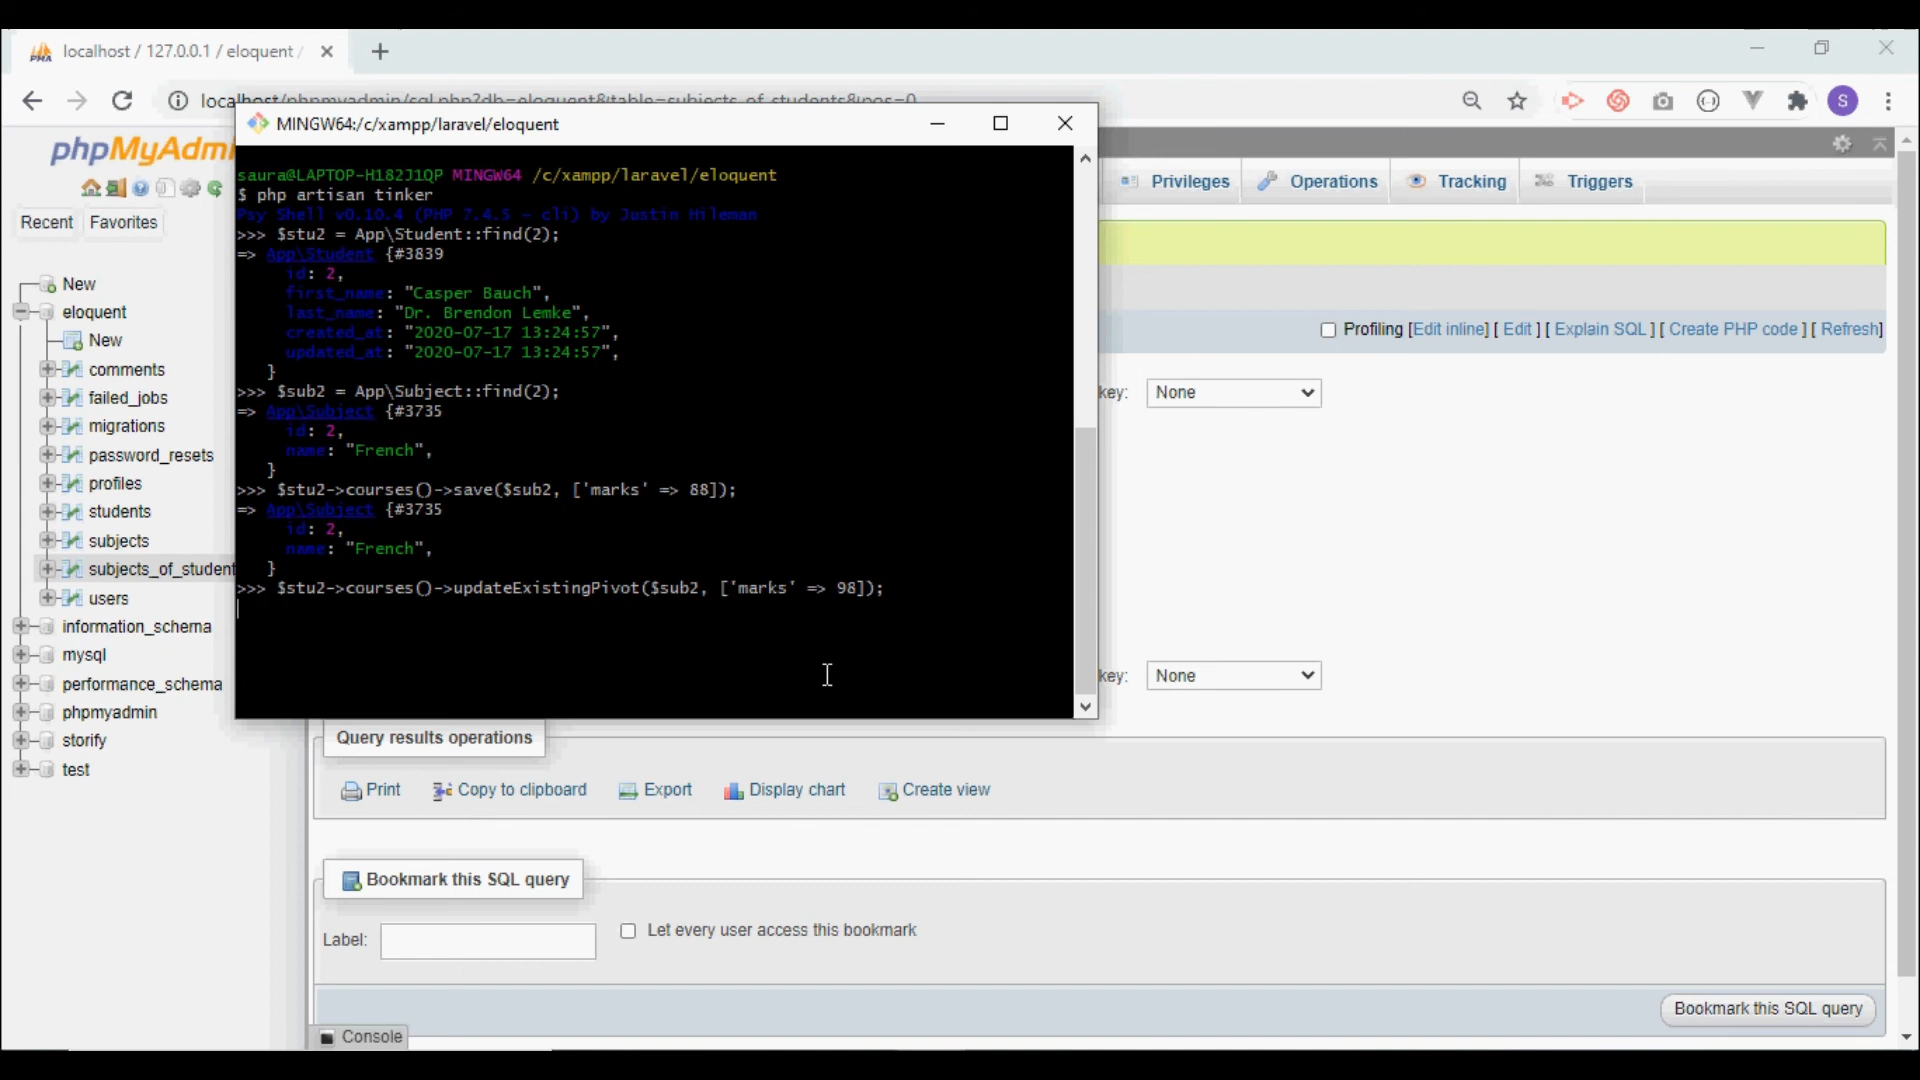 localhost / 127.0.0.1 / eloquent /
localhost/phpmyadmin/sql.php?db=eloquent&table=subjects_of_students&pos=0
S
MINGW64:/c/xampp/laravel/eloquent
phpMyAdmi
Recent
Favorites
New
eloquent
New
comments
failed_jobs
migrations
password_resets
profiles
students
subjects
subjects_of_student
users
information_schema
mysql
performance_schema
phpmyadmin
storify
test
saura@LAPTOP-H182J1QP MINGW64 /c/xampp/laravel/eloquent
$ php artisan tinker
Psy Shell v0.10.4 (PHP 7.4.5 — cli) by Justin Hileman
>>> $stu2 = App\Student::find(2);
=> App\Student {#3839
id: 2,
first_name: "Casper Bauch",
last_name: "Dr. Brendon Lemke",
created_at: "2020-07-17 13:24:57",
updated_at: "2020-07-17 13:24:57",
}
>>> $sub2 = App\Subject::find(2);
=> App\Subject {#3735
id: 2,
name: "French",
}
>>> $stu2->courses()->save($sub2, ['marks' => 88]);
=> App\Subject {#3735
id: 2,
name: "French",
}
>>> $stu2->courses()->updateExistingPivot($sub2, ['marks' => 98]);
Privileges
Operations
Tracking
Triggers
Profiling [Edit inline] [ Edit ] [ Explain SQL ] [ Create PHP code ] [ Refresh]
key:
None
key:
None
Query results operations
Print
Copy to clipboard
Export
Display chart
Create view
Bookmark this SQL query
Label:
Let every user access this bookmark
Bookmark this SQL query
Console